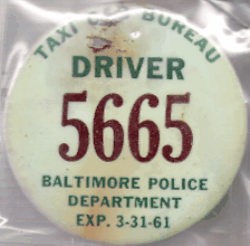 TAXI BUREAU
DRIVER
5665
BALTIMORE POLICE
DEPARTMENT
EXP. 3-31-61